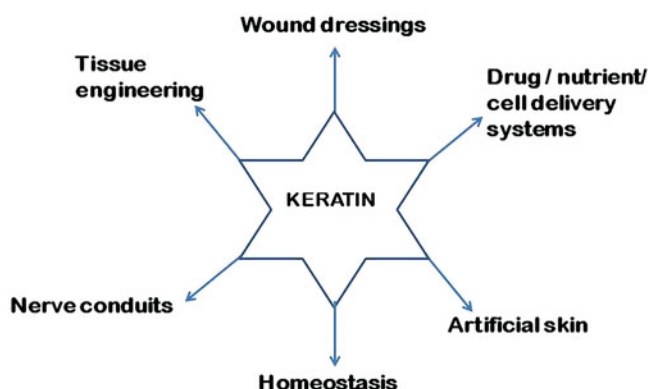 Wound dressings
Tissue
engineering
Drug / nutrient/
cell delivery
systems
KERATIN
Nerve conduits
Artificial skin
Homeostasis